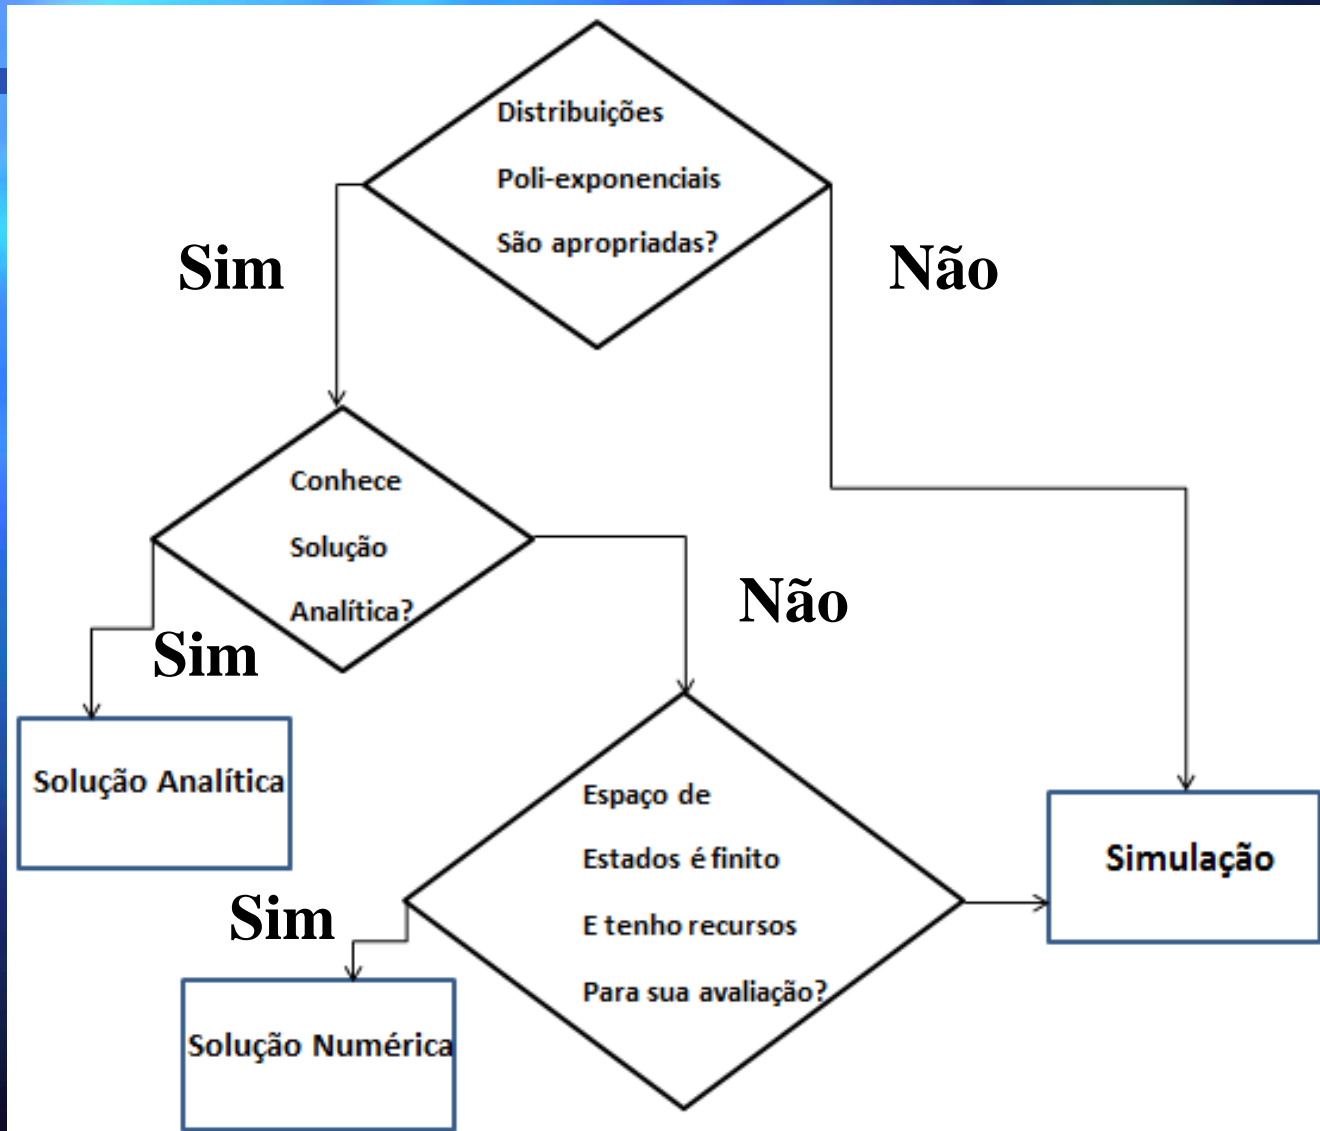 Distribuições
Poli-exponenciais
São apropriadas?
Sim
Não
Conhece
Solução
Analítica?
Sim
Não
Solução Analítica
Espaço de
Estados é finito
E tenho recursos
Para sua avaliação?
Simulação
Sim
Solução Numérica